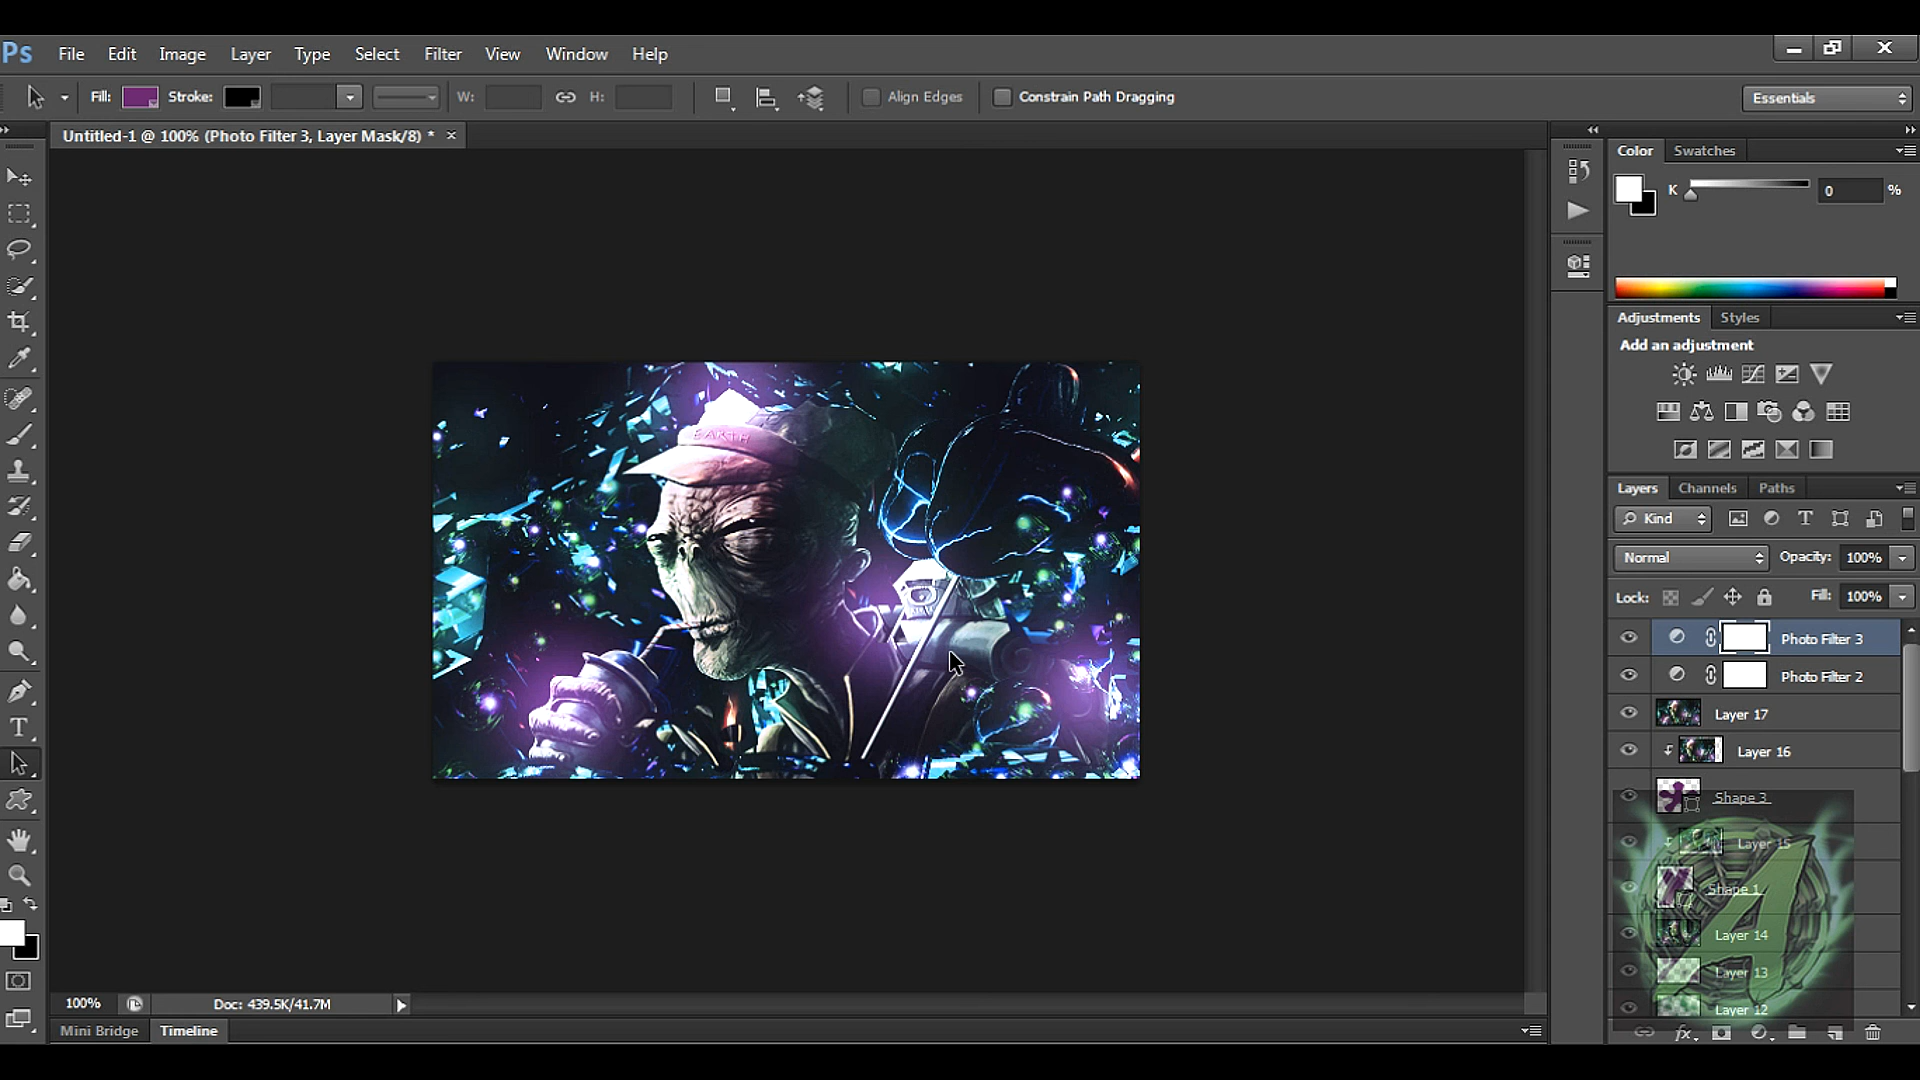 Ps File Edit Image Layer Type Select Filter View Window Help
Fill: Stroke: W: H: Align Edges Constrain Path Dragging Essentials
Untitled-1 @ 100% (Photo Filter 3, Layer Mask/8) * ×
Color Swatches
K 0 %
Adjustments Styles
Add an adjustment
EARTH
Layers Channels Paths
Kind
Normal Opacity: 100%
Lock: Fill: 100%
Photo Filter 3
Photo Filter 2
Layer 17
Layer 16
Shape 3
Layer 15
Shape 1
Layer 14
Layer 13
Layer 12
100% Doc: 439.5K/41.7M
Mini Bridge Timeline